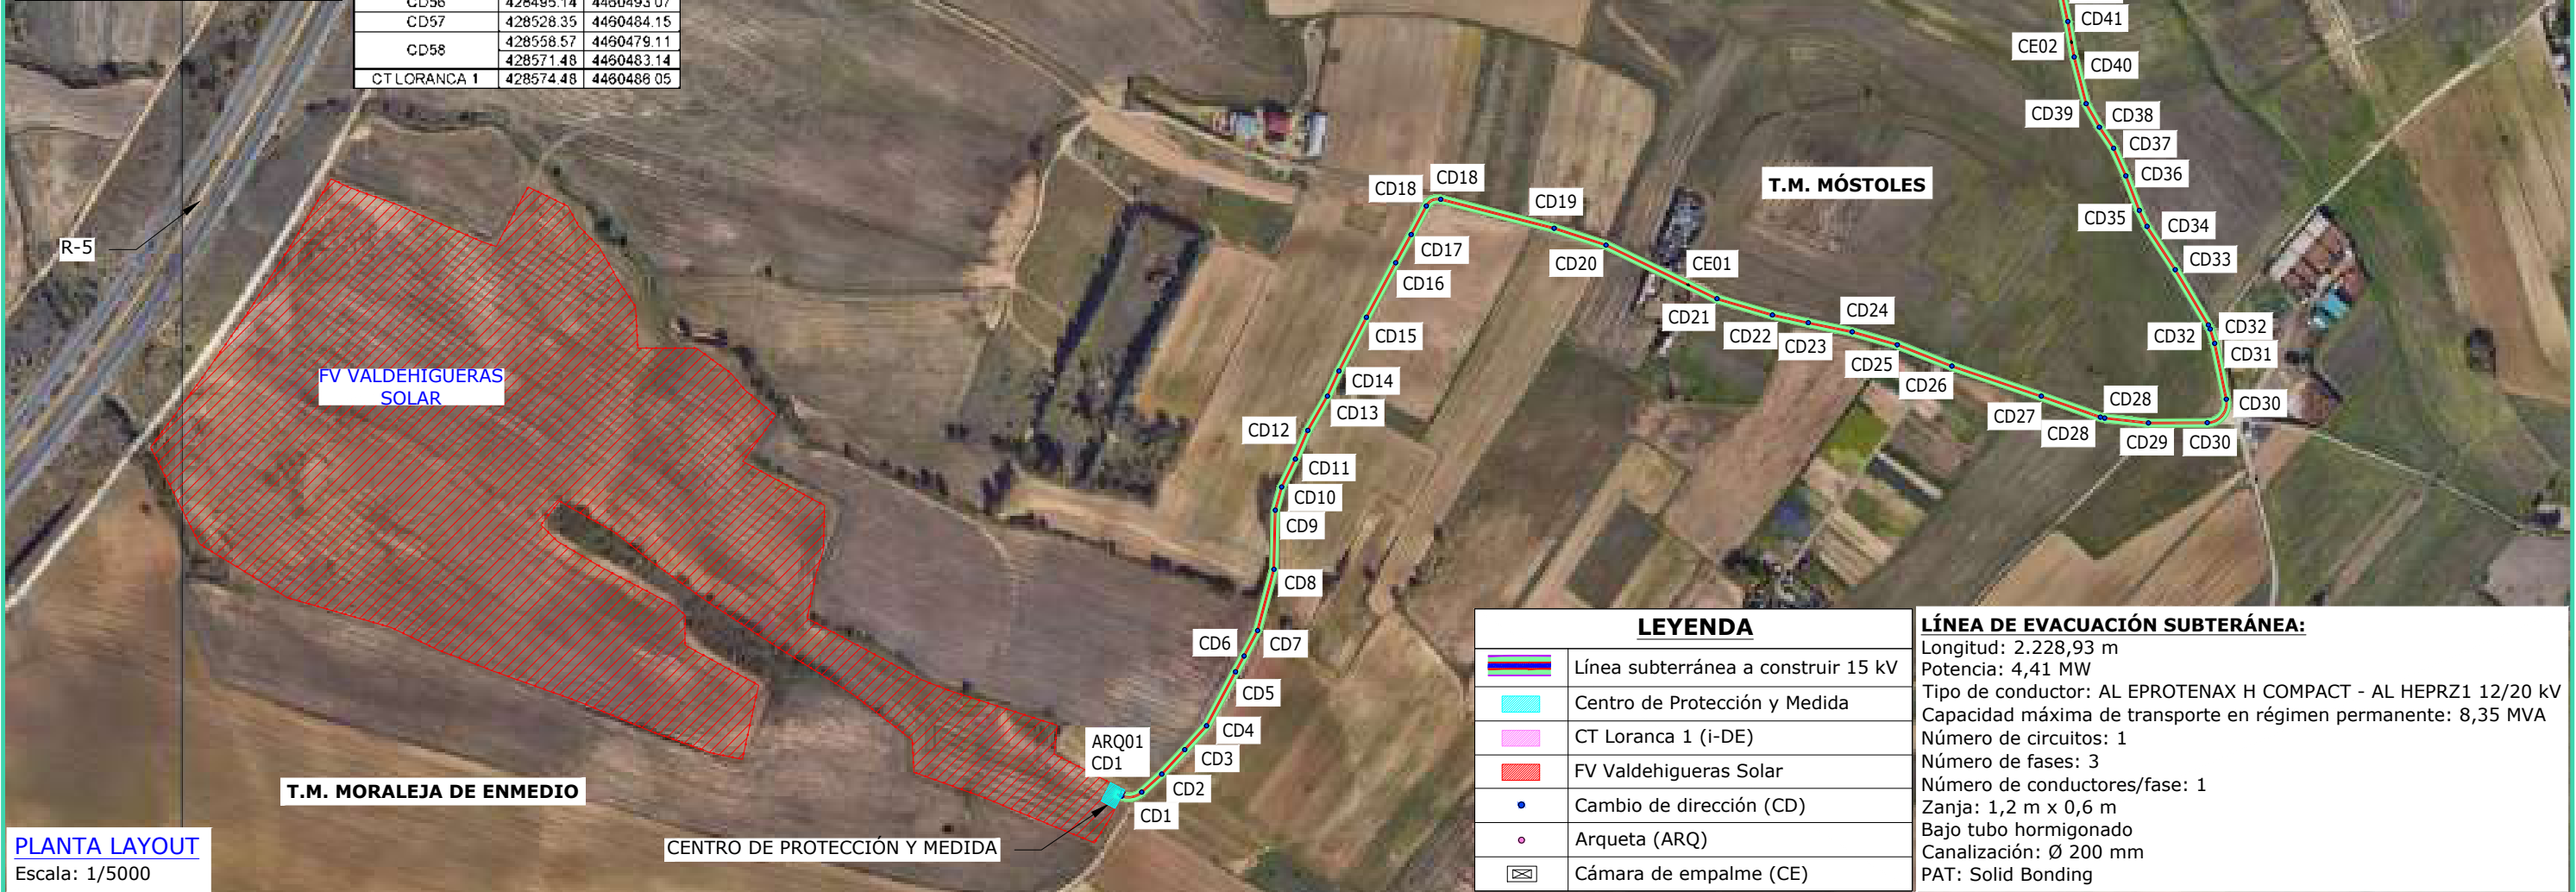 CD56 428495.14 4460493.07
CD57 428528.35 4460484.15
CD58 428558.57 4460479.11
428571.48 4460483.14
CT LORANCA 1 428574.48 4460486.05
CD41
CE02
CD40
CD39
CD38
CD37
CD36
CD35
CD34
CD33
CD32
CD32
CD31
CD30
CD30
CD29
CD28
CD28
CD27
CD26
CD25
CD24
CD23
CD22
CD21
CE01
CD20
CD19
CD18
CD18
CD17
CD16
CD15
CD14
CD13
CD12
CD11
CD10
CD9
CD8
CD7
CD6
CD5
CD4
CD3
CD2
CD1
ARQ01
CD1
T.M. MÓSTOLES
R-5
FV VALDEHIGUERAS
SOLAR
T.M. MORALEJA DE ENMEDIO
CENTRO DE PROTECCIÓN Y MEDIDA
PLANTA LAYOUT
Escala: 1/5000
LEYENDA
Línea subterránea a construir 15 kV
Centro de Protección y Medida
CT Loranca 1 (i-DE)
FV Valdehigueras Solar
Cambio de dirección (CD)
Arqueta (ARQ)
Cámara de empalme (CE)
LÍNEA DE EVACUACIÓN SUBTERÁNEA:
Longitud: 2.228,93 m
Potencia: 4,41 MW
Tipo de conductor: AL EPROTENAX H COMPACT - AL HEPRZ1 12/20 kV
Capacidad máxima de transporte en régimen permanente: 8,35 MVA
Número de circuitos: 1
Número de fases: 3
Número de conductores/fase: 1
Zanja: 1,2 m x 0,6 m
Bajo tubo hormigonado
Canalización: Ø 200 mm
PAT: Solid Bonding